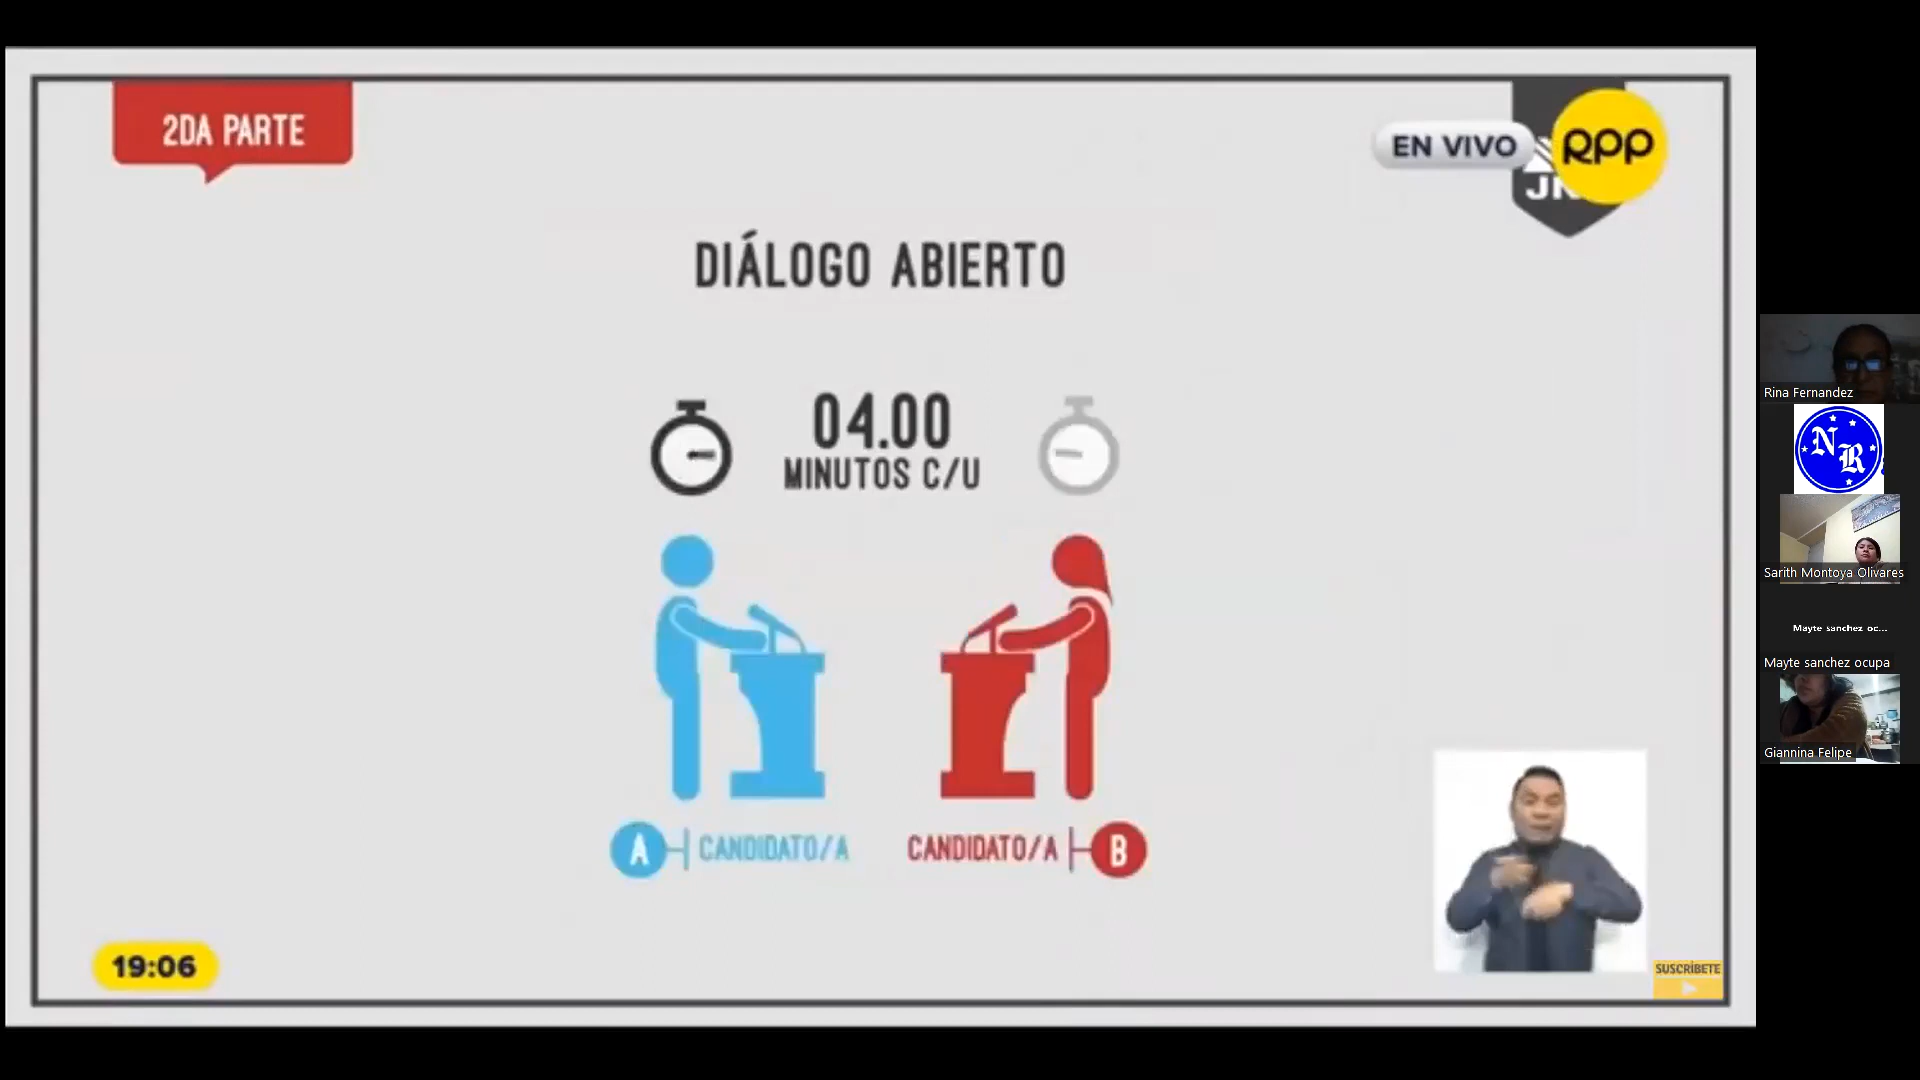 2DA PARTE
EN VIVO
RPP
DIÁLOGO ABIERTO
04.00
MINUTOS C/U
A
CANDIDATO/A
CANDIDATO/A
B
19:06
SUSCRÍBETE
Rina Fernandez
N
R
Sarith Montoya Olivares
Mayte sanchez oc...
Mayte sanchez ocupa
Giannina Felipe